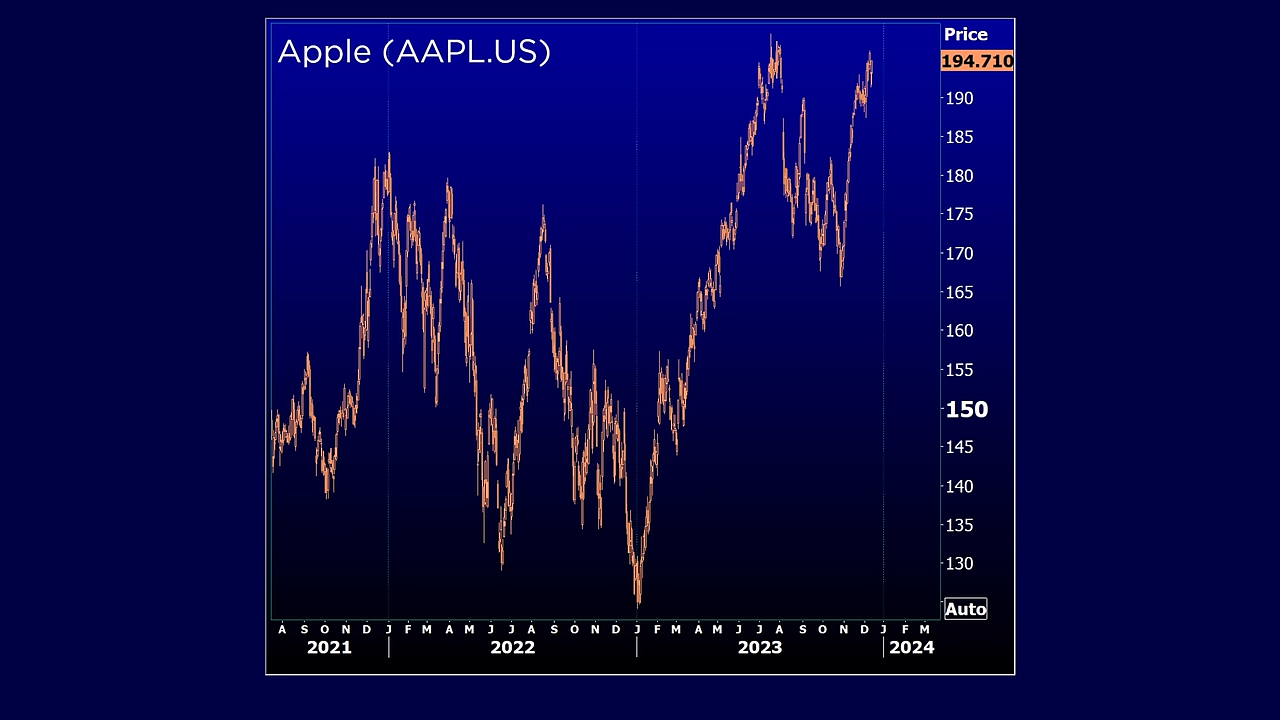 Apple (AAPL.US)
Price
194.710
190
185
180
175
170
165
160
155
150
145
140
135
130
Auto
A S O N D J F M A M J J A S O N D J F M A M J J A S O N D J F M
2021 2022 2023 2024